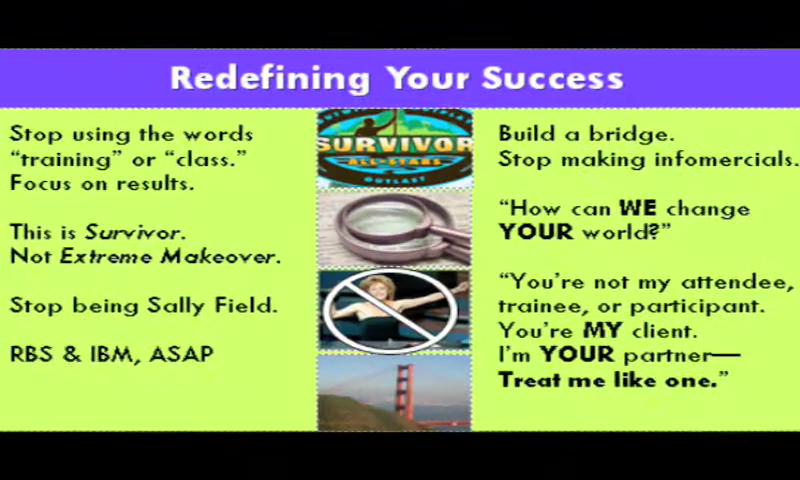 Redefining Your Success
Stop using the words
“training” or “class.”
Focus on results.
This is Survivor.
Not Extreme Makeover.
Stop being Sally Field.
RBS & IBM, ASAP
SURVIVOR
ALL-STARS
OUTLAST
Build a bridge.
Stop making infomercials.
“How can WE change
YOUR world?”
“You’re not my attendee,
trainee, or participant.
You’re MY client.
I’m YOUR partner—
Treat me like one.”